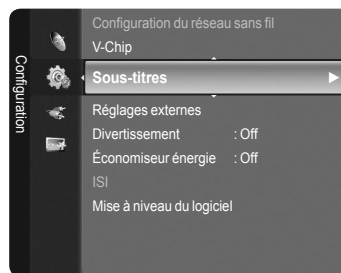 Configuration
Configuration du réseau sans fil
V-Chip
Sous-titres
Réglages externes
Divertissement : Off
Économiseur énergie : Off
ISI
Mise à niveau du logiciel